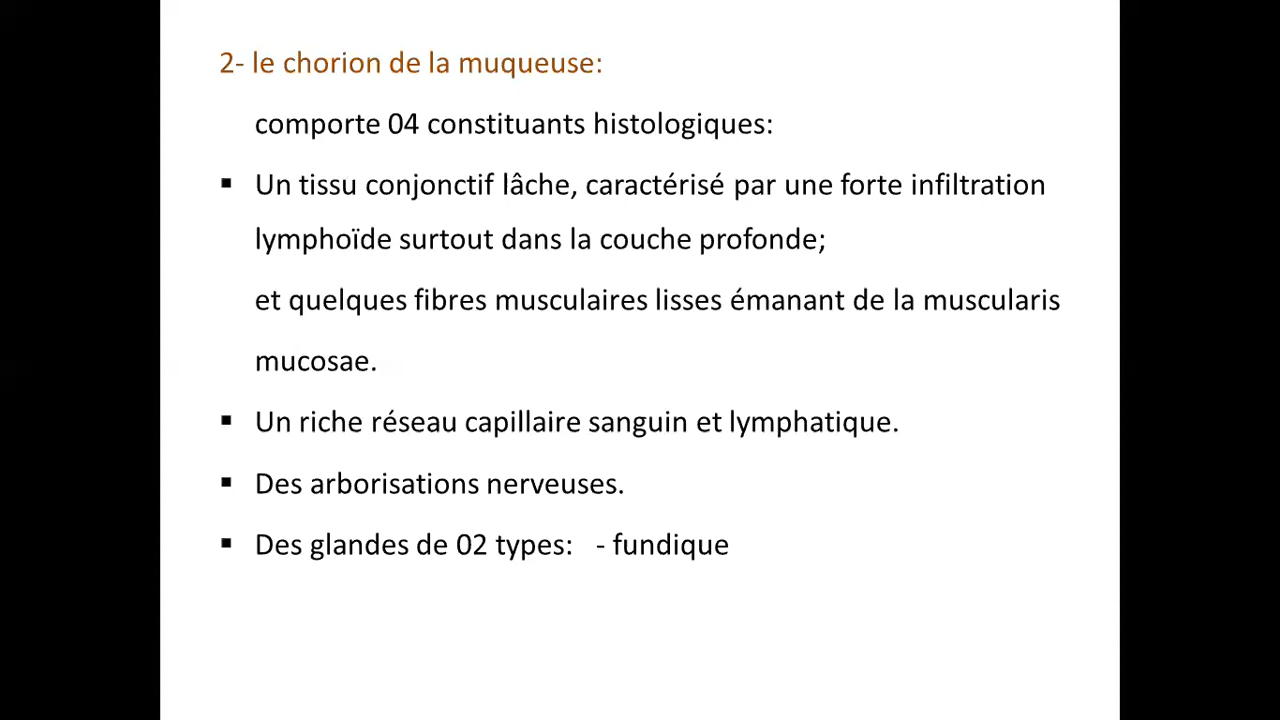 2- le chorion de la muqueuse:
comporte 04 constituants histologiques:
▪ Un tissu conjonctif lâche, caractérisé par une forte infiltration
lymphoïde surtout dans la couche profonde;
et quelques fibres musculaires lisses émanant de la muscularis
mucosae.
▪ Un riche réseau capillaire sanguin et lymphatique.
▪ Des arborisations nerveuses.
▪ Des glandes de 02 types: - fundique